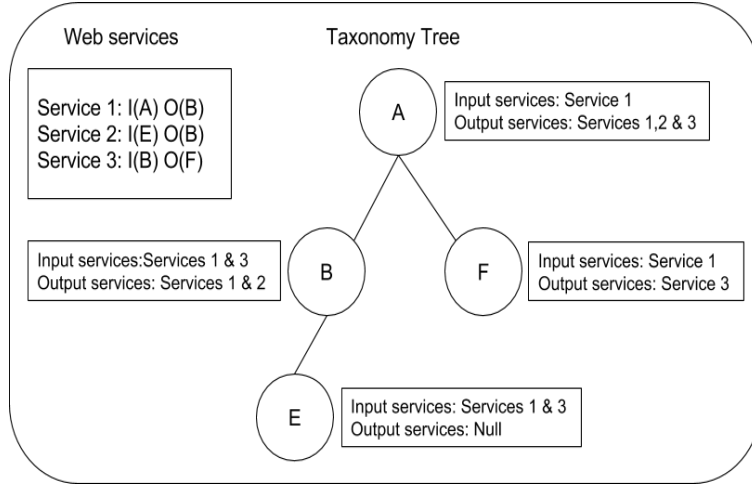 Web services
Taxonomy Tree
Service 1: I(A) O(B)
Service 2: I(E) O(B)
Service 3: I(B) O(F)
A
Input services: Service 1
Output services: Services 1,2 & 3
Input services:Services 1 & 3
Output services: Services 1 & 2
B
F
Input services: Service 1
Output services: Service 3
E
Input services: Services 1 & 3
Output services: Null